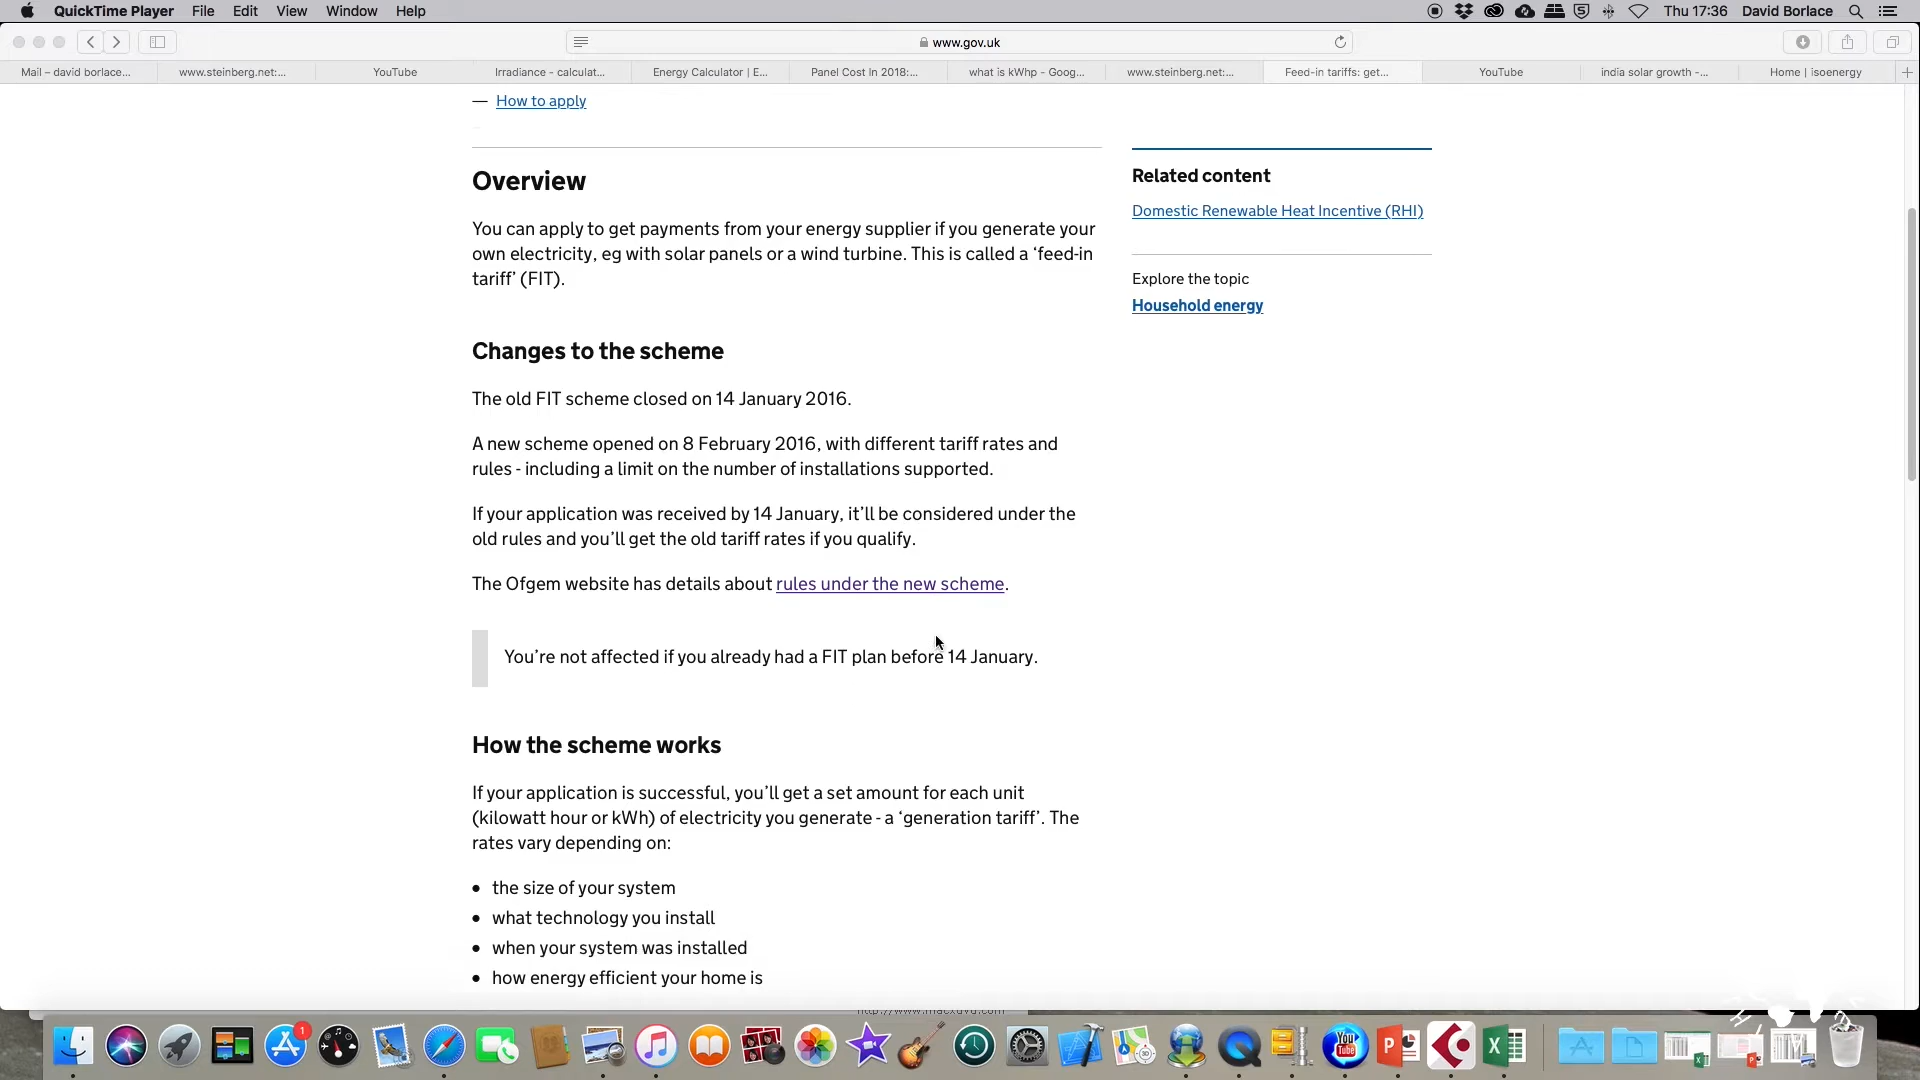 QuickTime Player File Edit View Window Help
Thu 17:36 David Borlace
www.gov.uk
Mail – david borlace...
www.steinberg.net:...
YouTube
Irradiance - calculat...
Energy Calculator | E...
Panel Cost In 2018:...
what is kWhp - Goog...
www.steinberg.net:...
Feed-in tariffs: get...
YouTube
india solar growth -...
Home | isoenergy
— How to apply
Overview
You can apply to get payments from your energy supplier if you generate your
own electricity, eg with solar panels or a wind turbine. This is called a ‘feed-in
tariff’ (FIT).
Changes to the scheme
The old FIT scheme closed on 14 January 2016.
A new scheme opened on 8 February 2016, with different tariff rates and
rules - including a limit on the number of installations supported.
If your application was received by 14 January, it’ll be considered under the
old rules and you’ll get the old tariff rates if you qualify.
The Ofgem website has details about rules under the new scheme.
You’re not affected if you already had a FIT plan before 14 January.
How the scheme works
If your application is successful, you’ll get a set amount for each unit
(kilowatt hour or kWh) of electricity you generate - a ‘generation tariff’. The
rates vary depending on:
• the size of your system
• what technology you install
• when your system was installed
• how energy efficient your home is
Related content
Domestic Renewable Heat Incentive (RHI)
Explore the topic
Household energy
1
You
Tube